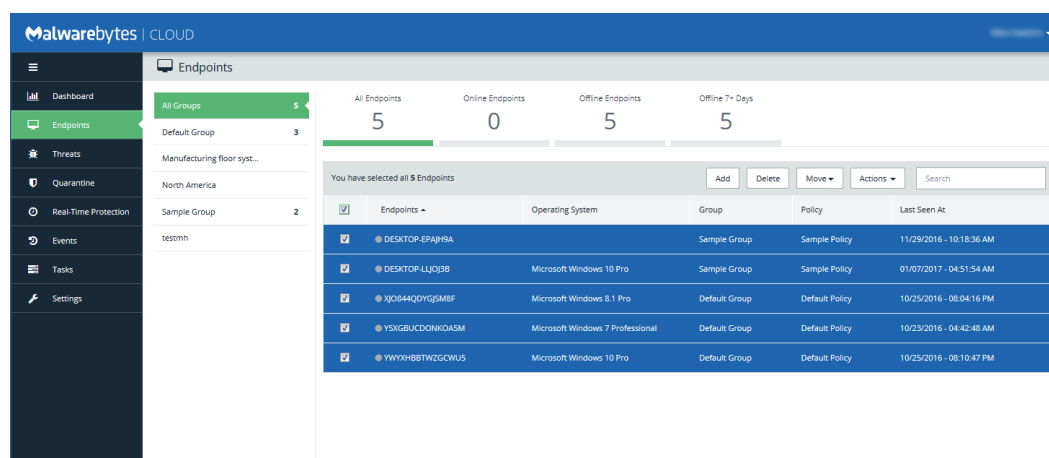 Malwarebytes | CLOUD
Endpoints
Dashboard
Endpoints
Threats
Quarantine
Real-Time Protection
Events
Tasks
Settings
All Groups 5
Default Group 3
Manufacturing floor syst...
North America
Sample Group 2
testmh
All Endpoints Online Endpoints Offline Endpoints Offline 7+ Days
5 0 5 5
You have selected all 5 Endpoints Add Delete Move Actions Search
Endpoints Operating System Group Policy Last Seen At
DESKTOP-EPAJH9A Sample Group Sample Policy 11/29/2016 - 10:18:36 AM
DESKTOP-LLJOJ3B Microsoft Windows 10 Pro Sample Group Sample Policy 01/07/2017 - 04:51:54 AM
XJO844QDYGJSM8F Microsoft Windows 8.1 Pro Default Group Default Policy 10/25/2016 - 08:04:16 PM
Y5XGBUCDONKOA5M Microsoft Windows 7 Professional Default Group Default Policy 10/23/2016 - 04:42:48 AM
YWYXHBBTWZGCWU5 Microsoft Windows 10 Pro Default Group Default Policy 10/25/2016 - 08:10:47 PM